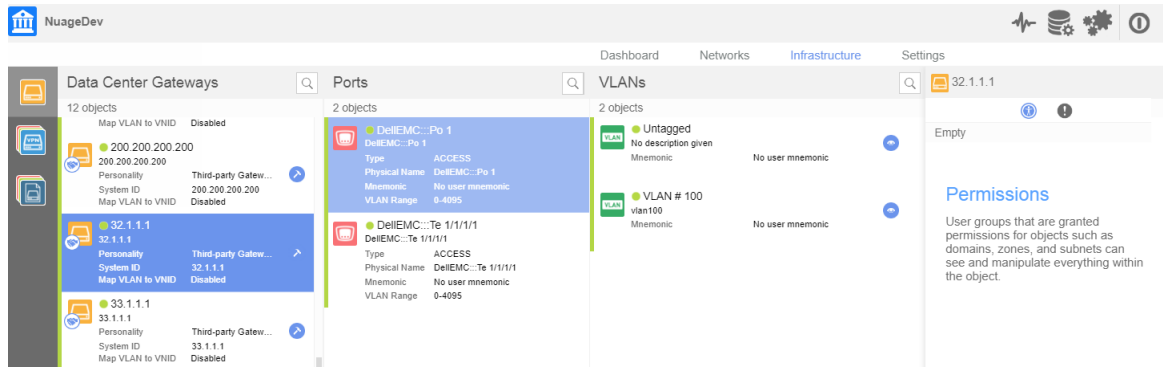 NuageDev
Dashboard Networks Infrastructure Settings
Data Center Gateways
12 objects
Map VLAN to VNID Disabled
200.200.200.200
200.200.200.200
Personality Third-party Gatew...
System ID 200.200.200.200
Map VLAN to VNID Disabled
32.1.1.1
32.1.1.1
Personality Third-party Gatew...
System ID 32.1.1.1
Map VLAN to VNID Disabled
33.1.1.1
33.1.1.1
Personality Third-party Gatew...
System ID 33.1.1.1
Map VLAN to VNID Disabled
Ports
2 objects
DellEMC:::Po 1
DellEMC:::Po 1
Type ACCESS
Physical Name DellEMC:::Po 1
Mnemonic No user mnemonic
VLAN Range 0-4095
DellEMC:::Te 1/1/1/1
DellEMC:::Te 1/1/1/1
Type ACCESS
Physical Name DellEMC:::Te 1/1/1/1
Mnemonic No user mnemonic
VLAN Range 0-4095
VLANs
2 objects
VLAN
Untagged
No description given
Mnemonic No user mnemonic
VLAN
VLAN # 100
vlan100
Mnemonic No user mnemonic
32.1.1.1
Empty
Permissions
User groups that are granted
permissions for objects such as
domains, zones, and subnets can
see and manipulate everything within
the object.
VPN